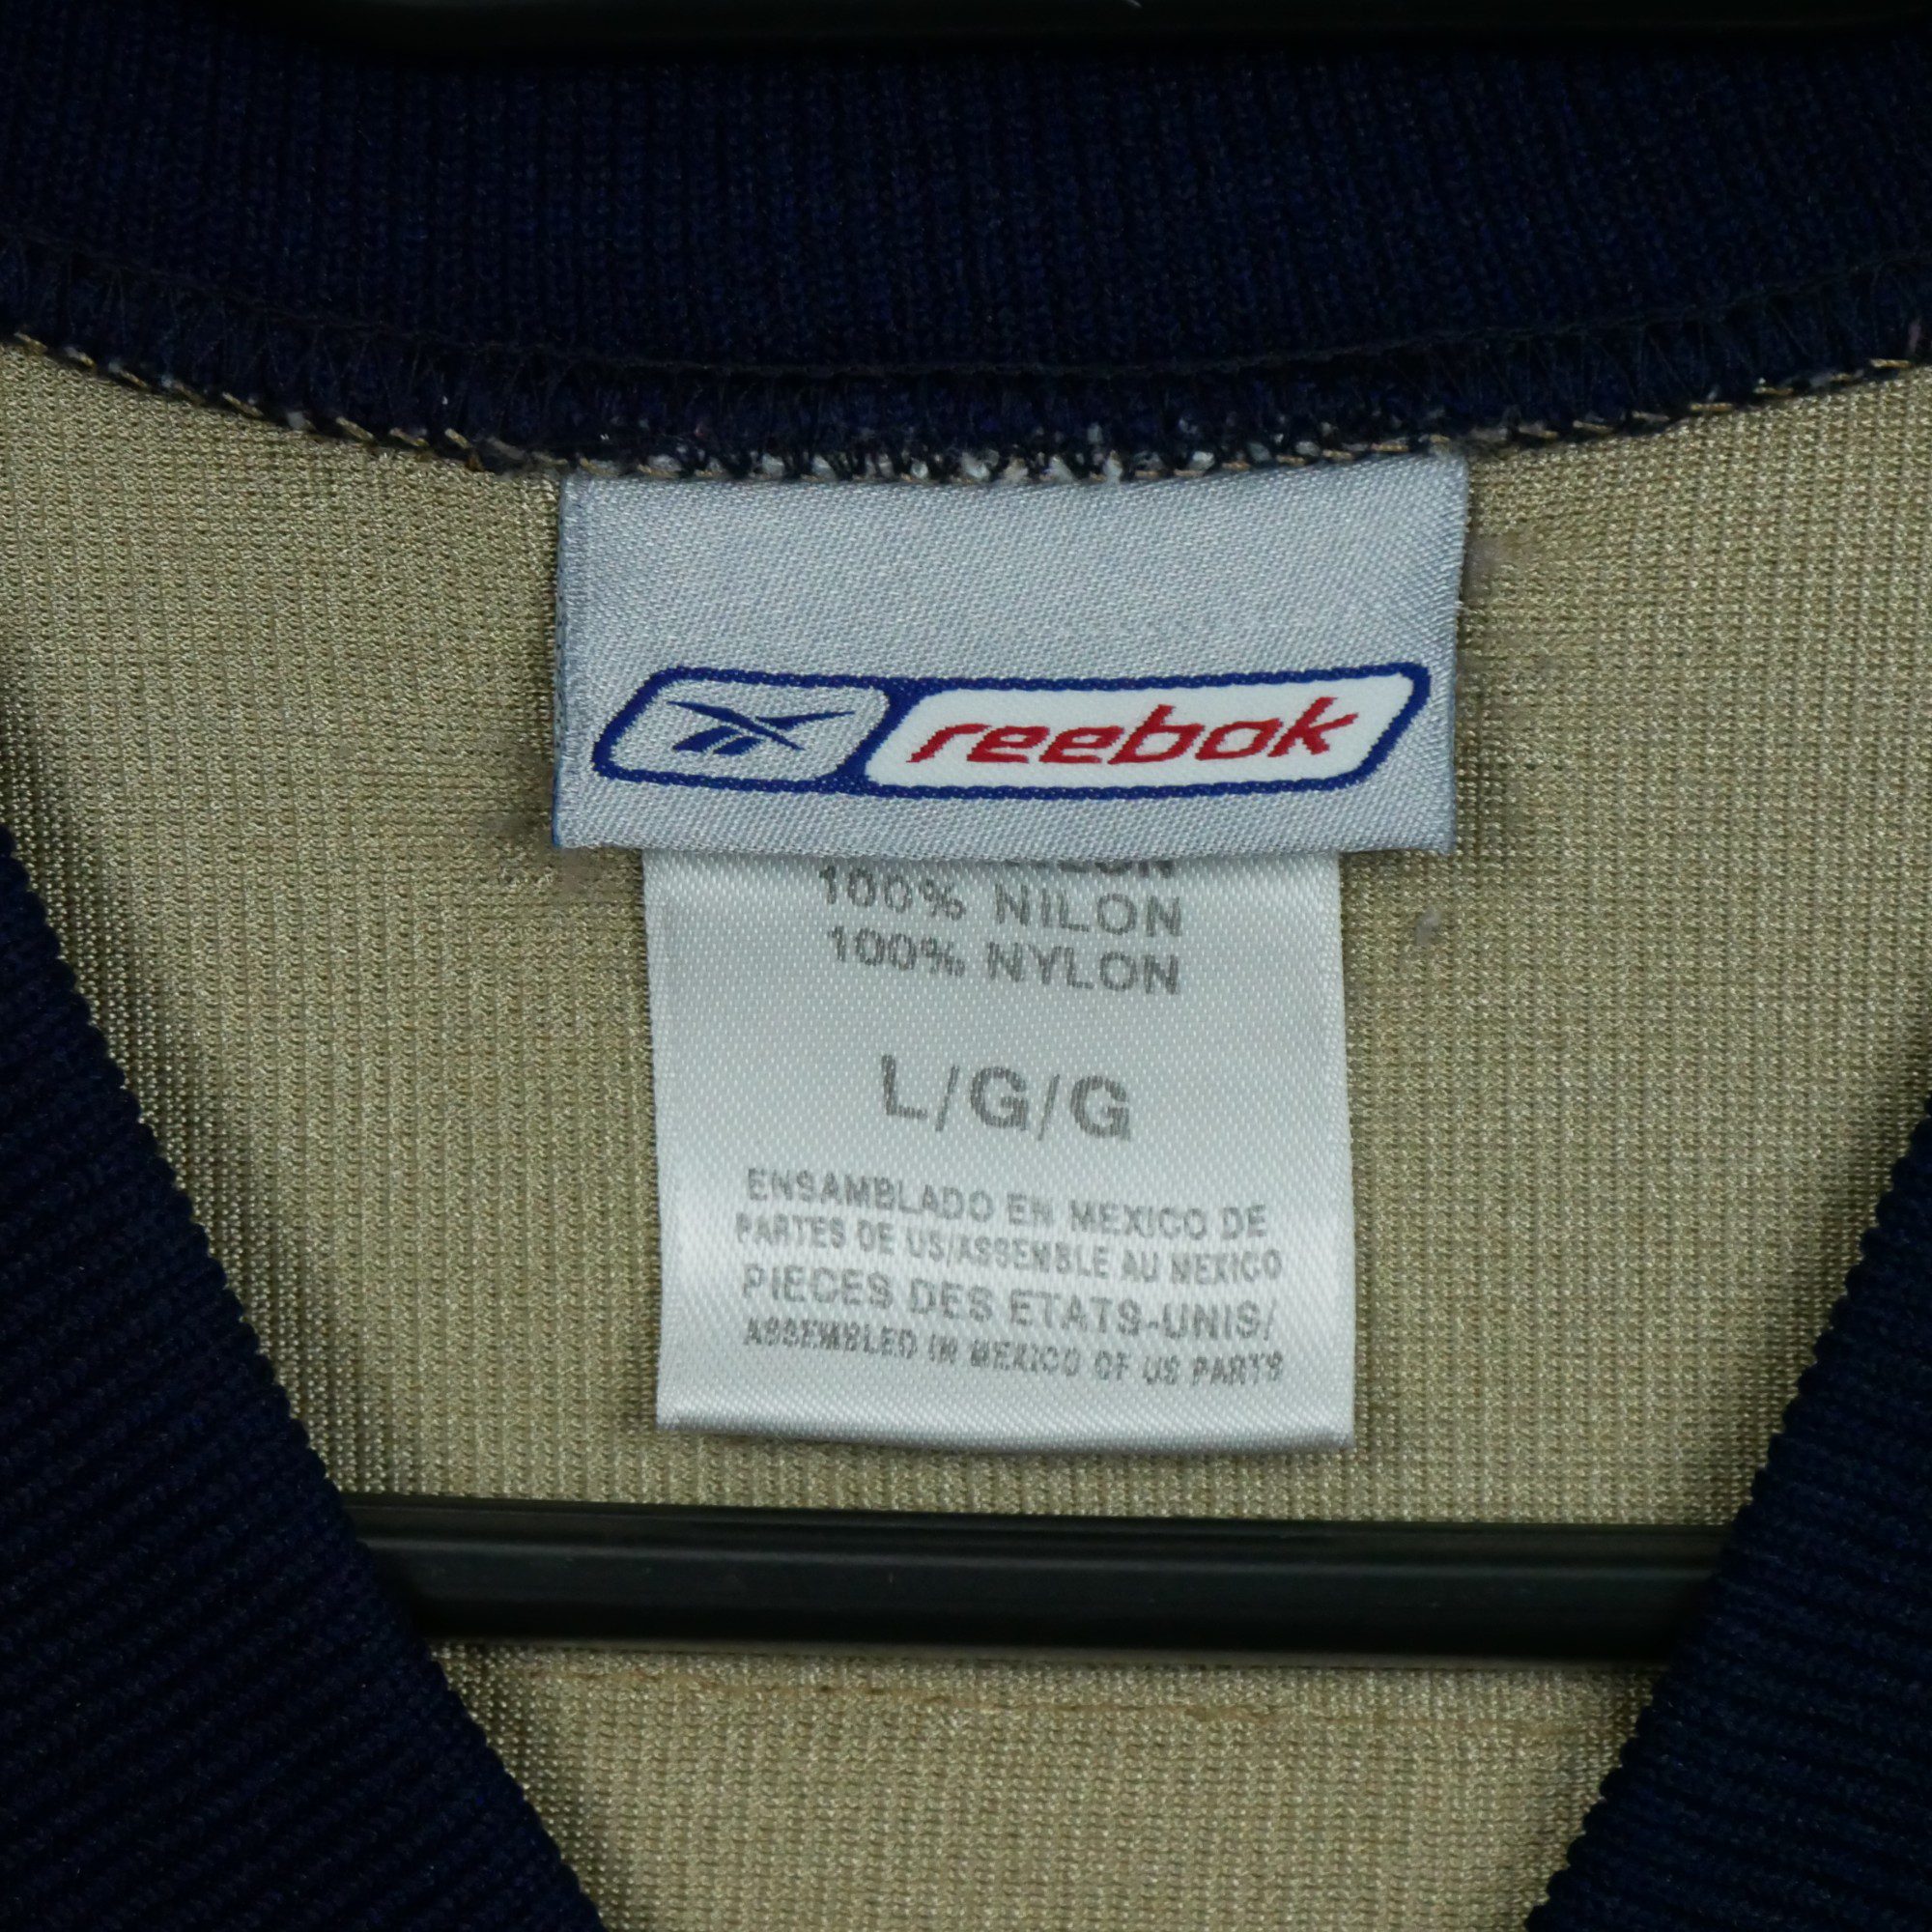 reebok
100% NILON
100% NYLON
L/G/G
ENSAMBLADO EN MEXICO DE
PARTES DE US/ASSEMBLE AU MEXICO
PIECES DES ETATS-UNIS/
ASSEMBLED IN MEXICO OF US PARTS